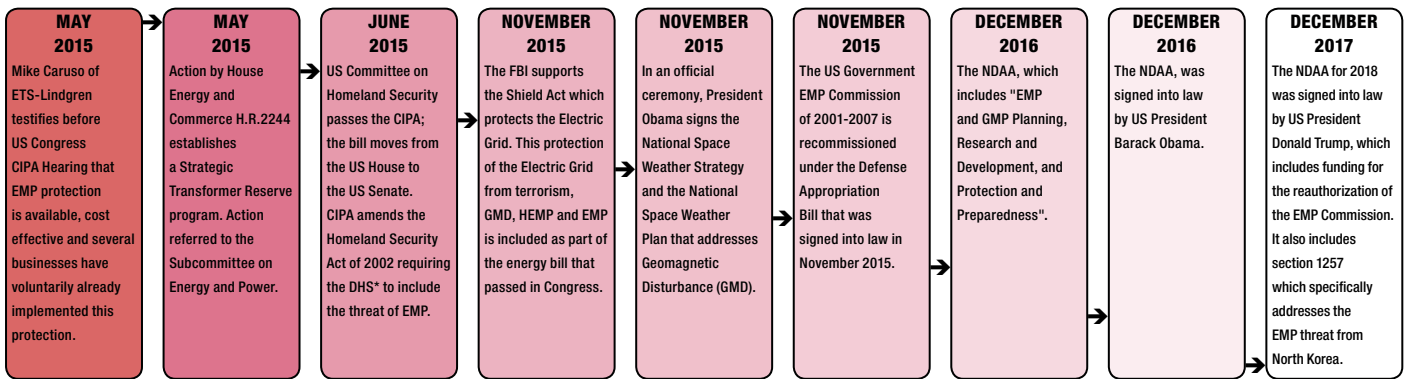 MAY
2015
Mike Caruso of
ETS-Lindgren
testifies before
US Congress
CIPA Hearing that
EMP protection
is available, cost
effective and several
businesses have
voluntarily already
implemented this
protection.
MAY
2015
Action by House
Energy and
Commerce H.R.2244
establishes
a Strategic
Transformer Reserve
program. Action
referred to the
Subcommittee on
Energy and Power.
JUNE
2015
US Committee on
Homeland Security
passes the CIPA;
the bill moves from
the US House to
the US Senate.
CIPA amends the
Homeland Security
Act of 2002 requiring
the DHS* to include
the threat of EMP.
NOVEMBER
2015
The FBI supports
the Shield Act which
protects the Electric
Grid. This protection
of the Electric Grid
from terrorism,
GMD, HEMP and EMP
is included as part of
the energy bill that
passed in Congress.
NOVEMBER
2015
In an official
ceremony, President
Obama signs the
National Space
Weather Strategy
and the National
Space Weather
Plan that addresses
Geomagnetic
Disturbance (GMD).
NOVEMBER
2015
The US Government
EMP Commission
of 2001-2007 is
recommissioned
under the Defense
Appropriation
Bill that was
signed into law in
November 2015.
DECEMBER
2016
The NDAA, which
includes "EMP
and GMP Planning,
Research and
Development, and
Protection and
Preparedness".
DECEMBER
2016
The NDAA, was
signed into law
by US President
Barack Obama.
DECEMBER
2017
The NDAA for 2018
was signed into law
by US President
Donald Trump, which
includes funding for
the reauthorization of
the EMP Commission.
It also includes
section 1257
which specifically
addresses the
EMP threat from
North Korea.